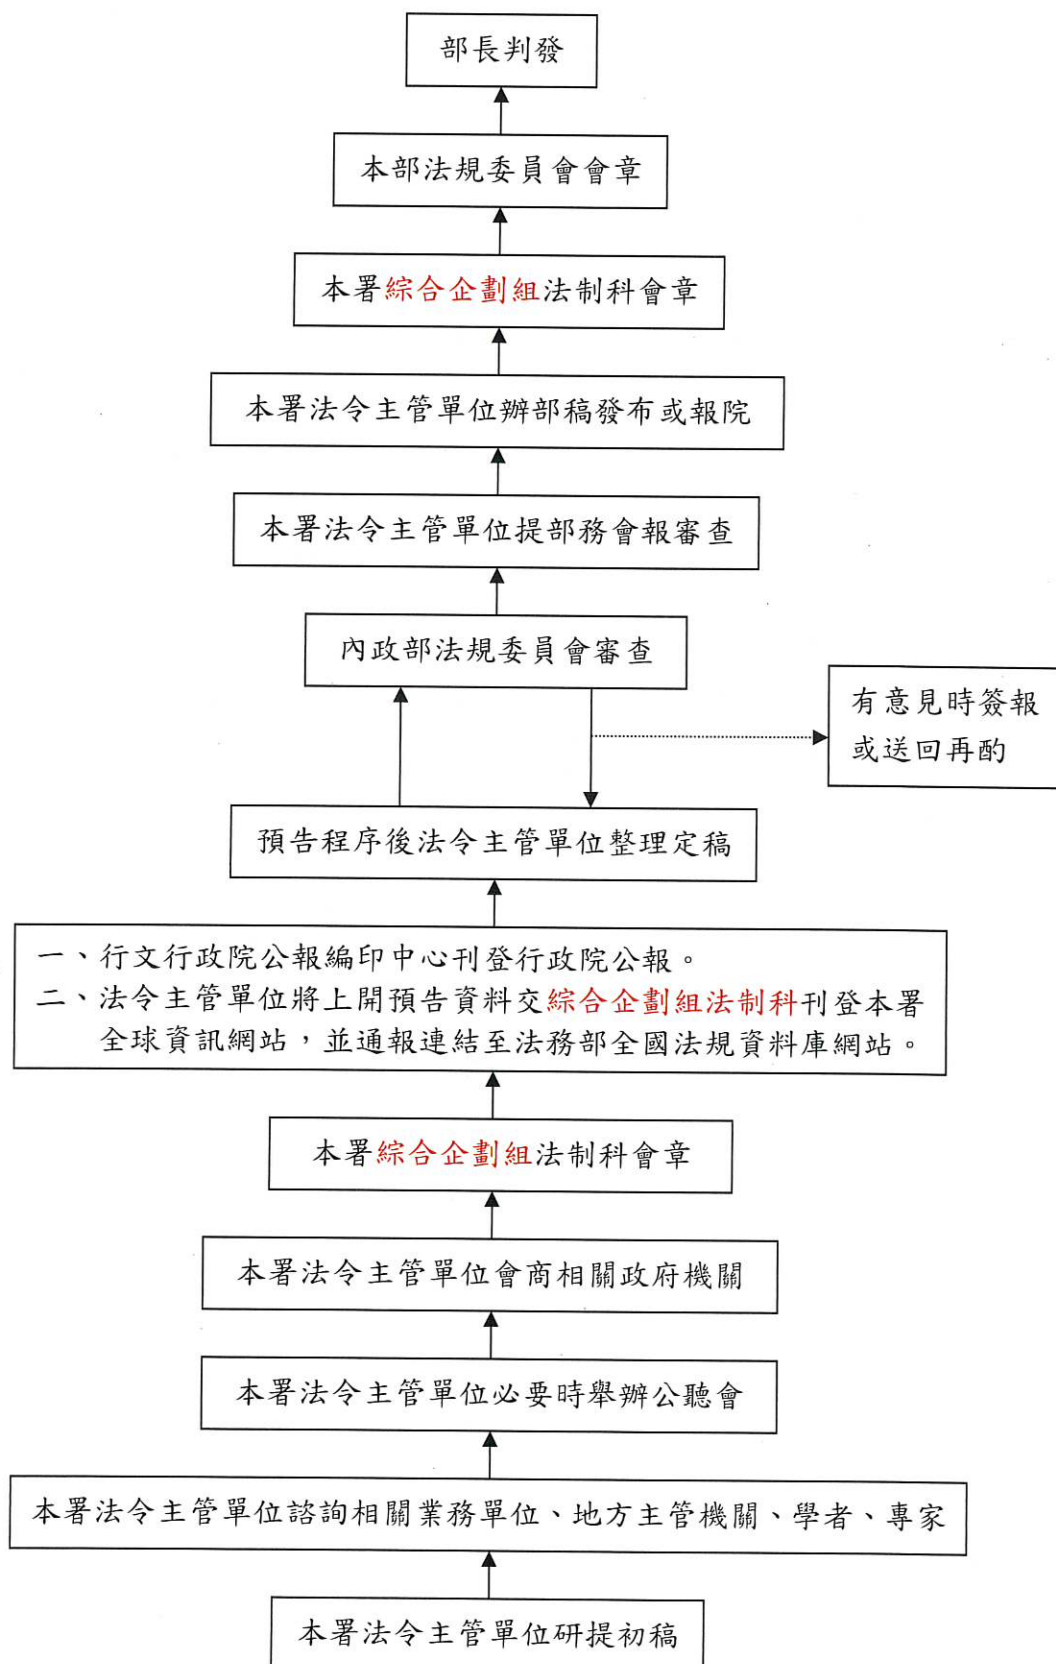 部長判發
本部法規委員會會章
本署綜合企劃組法制科會章
本署法令主管單位辦部稿發布或報院
本署法令主管單位提部務會報審查
內政部法規委員會審查
有意見時簽報
或送回再酌
預告程序後法令主管單位整理定稿
一、行文行政院公報編印中心刊登行政院公報。
二、法令主管單位將上開預告資料交綜合企劃組法制科刊登本署
全球資訊網站，並通報連結至法務部全國法規資料庫網站。
本署綜合企劃組法制科會章
本署法令主管單位會商相關政府機關
本署法令主管單位必要時舉辦公聽會
本署法令主管單位諮詢相關業務單位、地方主管機關、學者、專家
本署法令主管單位研提初稿